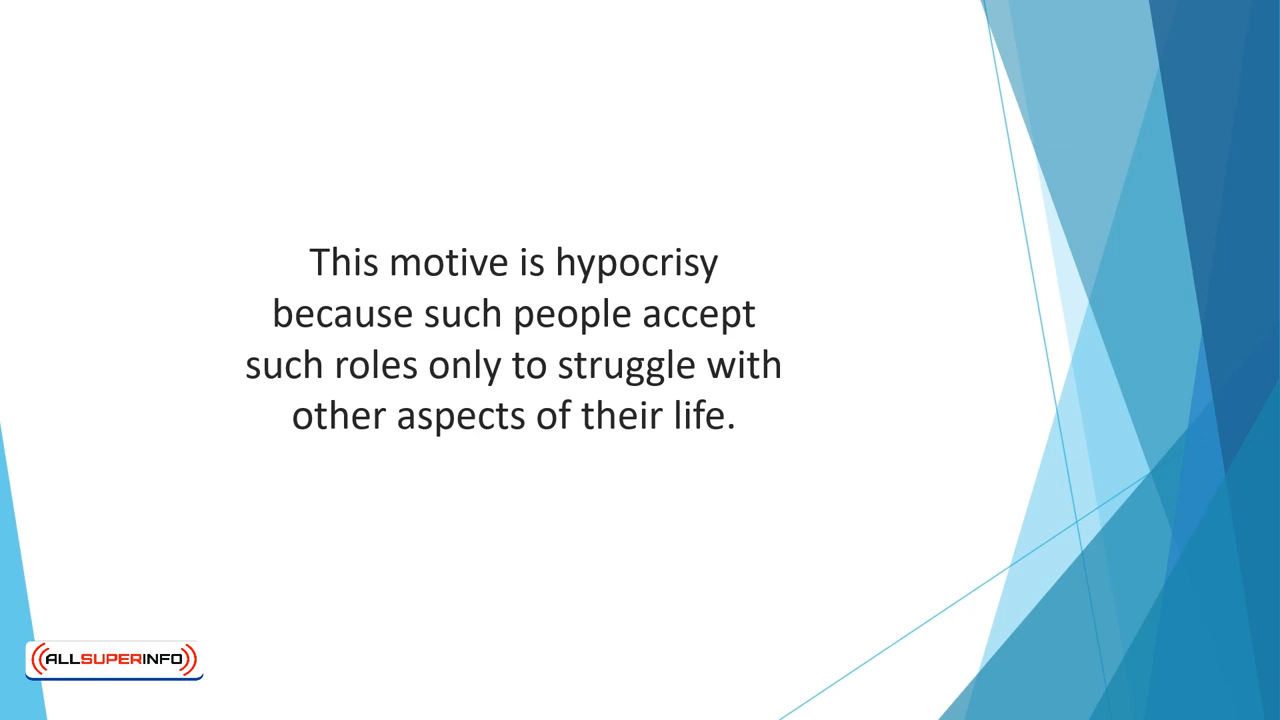 This motive is hypocrisy
because such people accept
such roles only to struggle with
other aspects of their life.
ALLSUPERINFO